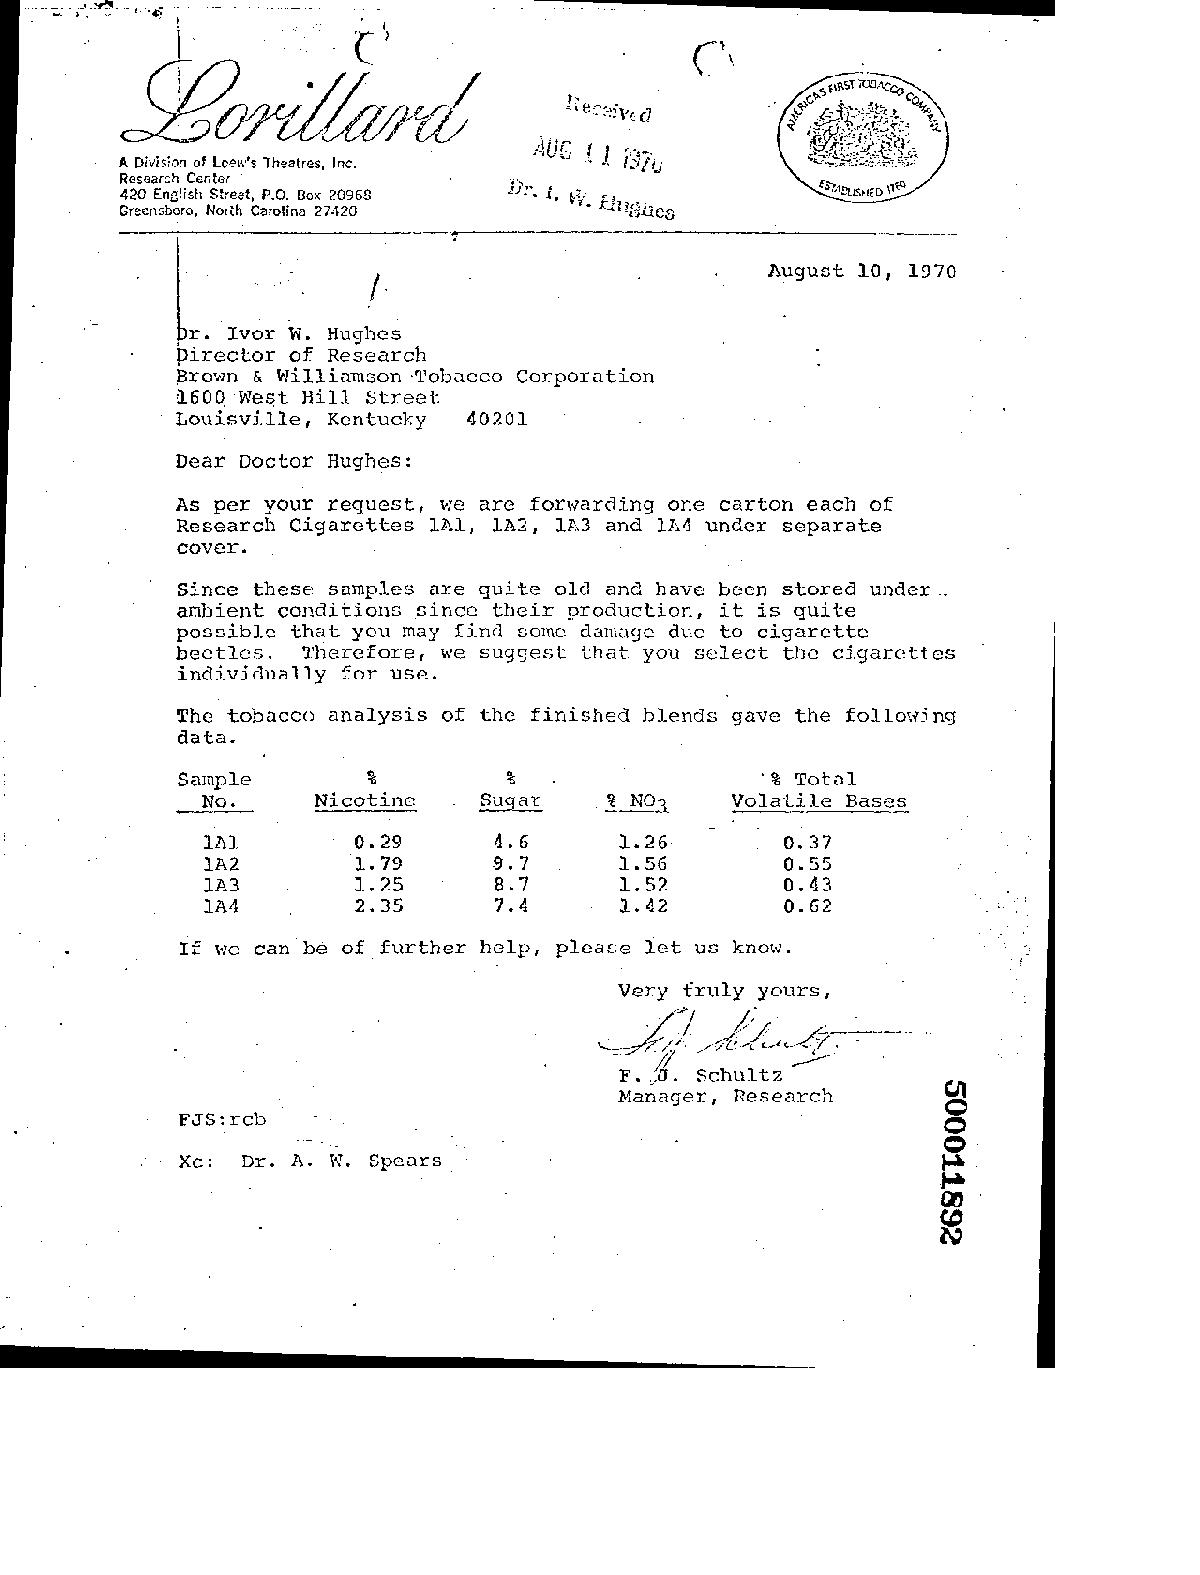 Lorillard
A Division of Loew's Theatres, Inc.
Research Center
420 English Street, P.O. Box 20968
Greensboro, North Carolina 27420
Received
AUG 11 1970
Dr. I. W. Hughes
AMERICA'S FIRST TOBACCO COMPANY
ESTABLISHED 1760
August 10, 1970
Dr. Ivor W. Hughes
Director of Research
Brown & Williamson Tobacco Corporation
1600 West Hill Street
Louisville, Kentucky 40201
Dear Doctor Hughes:
As per your request, we are forwarding one carton each of
Research Cigarettes 1A1, 1A2, 1A3 and 1A4 under separate
cover.
Since these samples are quite old and have been stored under
ambient conditions since their production, it is quite
possible that you may find some damage due to cigarette
beetles. Therefore, we suggest that you select the cigarettes
individually for use.
The tobacco analysis of the finished blends gave the following
data.
Sample % % % Total
No. Nicotine Sugar % NO3 Volatile Bases
1A1 0.29 4.6 1.26 0.37
1A2 1.79 9.7 1.56 0.55
1A3 1.25 8.7 1.52 0.43
1A4 2.35 7.4 1.42 0.62
If we can be of further help, please let us know.
Very truly yours,
F. J. Schultz
F. J. Schultz
Manager, Research
FJS:rcb
Xc: Dr. A. W. Spears
500011892